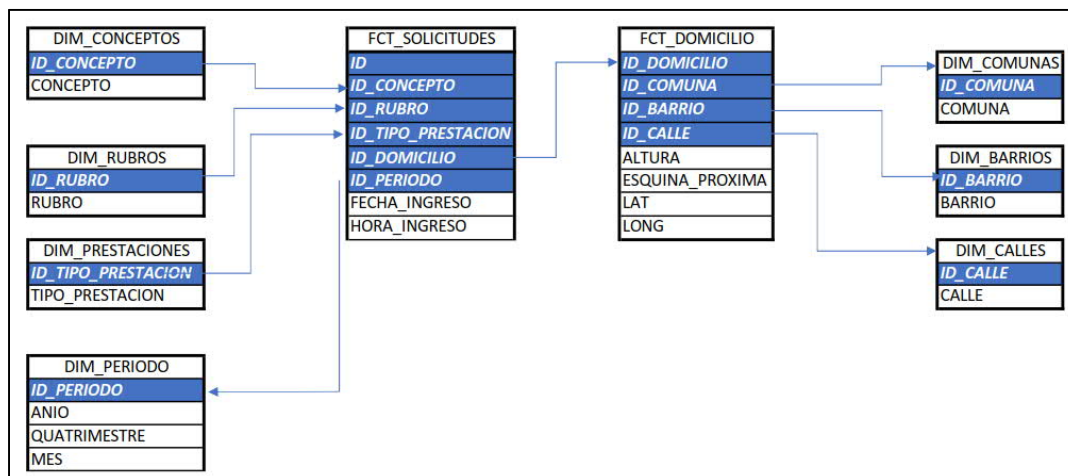 DIM_CONCEPTOS
ID_CONCEPTO
CONCEPTO
DIM_RUBROS
ID_RUBRO
RUBRO
DIM_PRESTACIONES
ID_TIPO_PRESTACION
TIPO_PRESTACION
DIM_PERIODO
ID_PERIODO
ANIO
QUATRIMESTRE
MES
FCT_SOLICITUDES
ID
ID_CONCEPTO
ID_RUBRO
ID_TIPO_PRESTACION
ID_DOMICILIO
ID_PERIODO
FECHA_INGRESO
HORA_INGRESO
FCT_DOMICILIO
ID_DOMICILIO
ID_COMUNA
ID_BARRIO
ID_CALLE
ALTURA
ESQUINA_PROXIMA
LAT
LONG
DIM_COMUNAS
ID_COMUNA
COMUNA
DIM_BARRIOS
ID_BARRIO
BARRIO
DIM_CALLES
ID_CALLE
CALLE